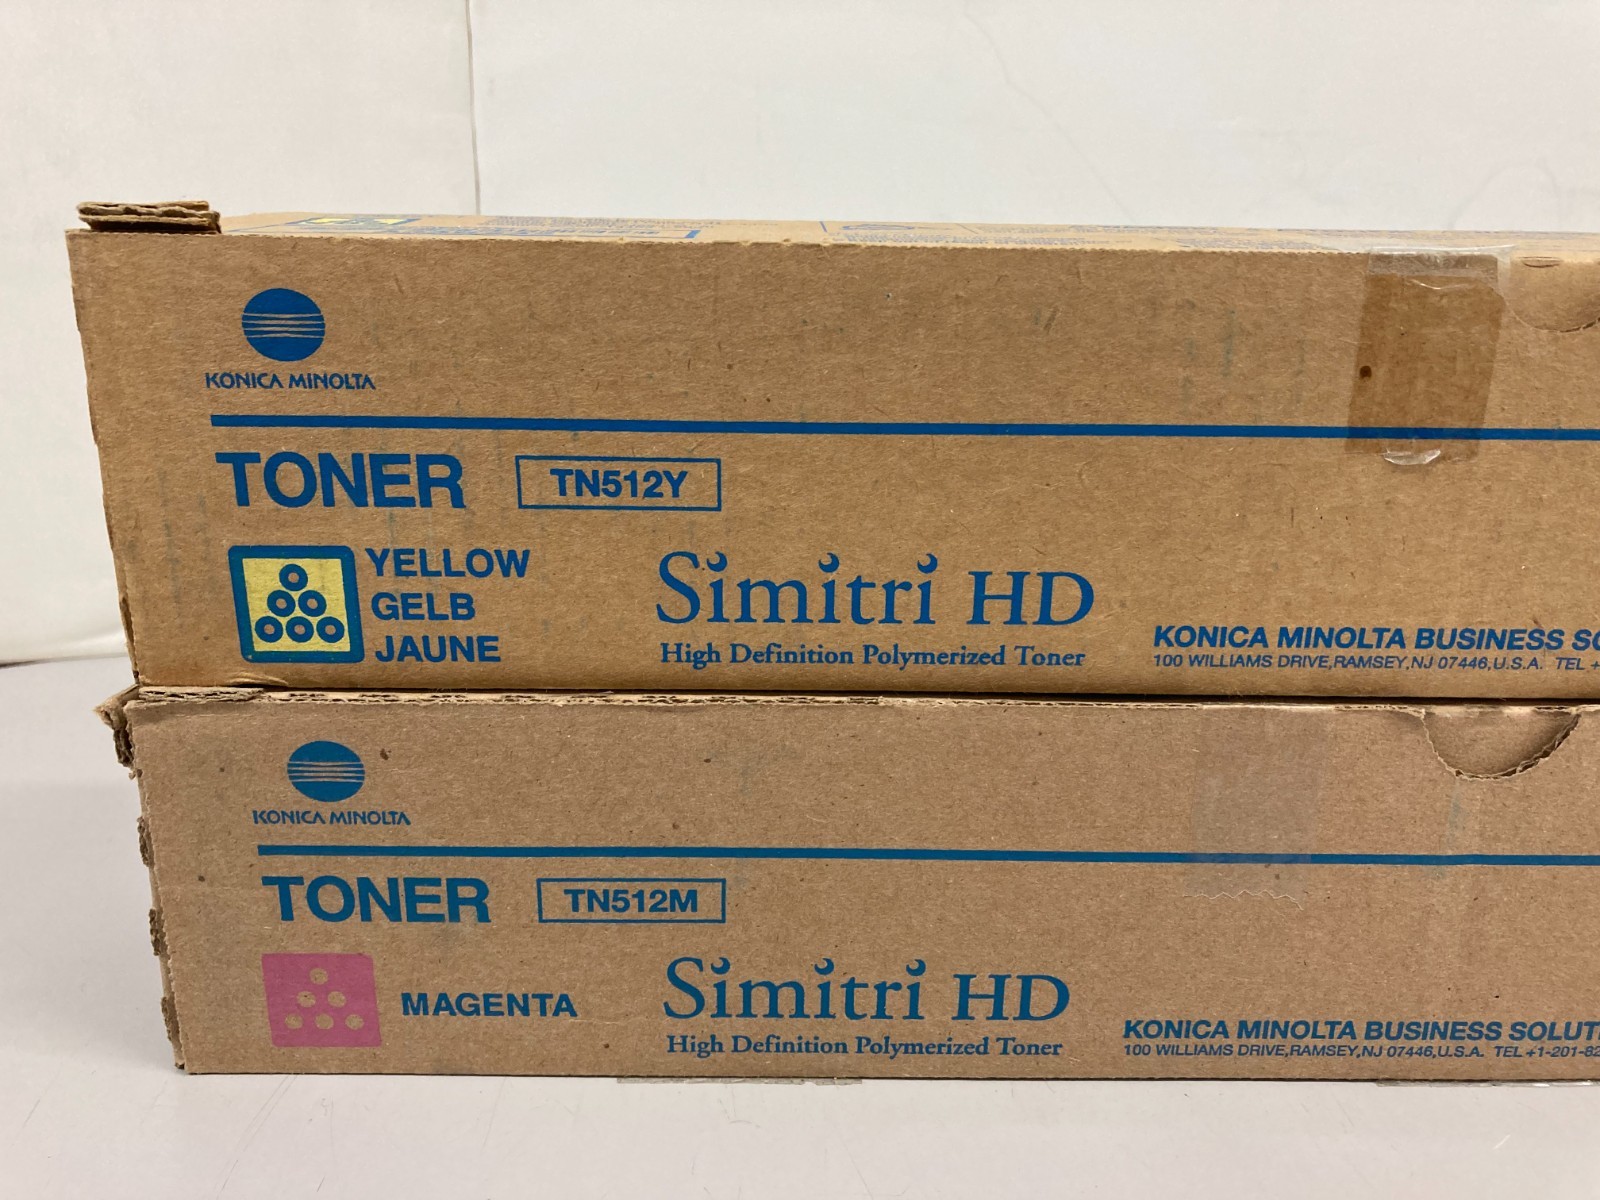 KONICA MINOLTA
TONER TN512Y
YELLOW
GELB
JAUNE
Simitri HD
High Definition Polymerized Toner
KONICA MINOLTA BUSINESS
100 WILLIAMS DRIVE,RAMSEY,NJ 07446,U.S.A. TEL +
KONICA MINOLTA
TONER TN512M
MAGENTA
Simitri HD
High Definition Polymerized Toner
KONICA MINOLTA BUSINESS SOLUT
100 WILLIAMS DRIVE,RAMSEY,NJ 07446,U.S.A. TEL +1-201-82